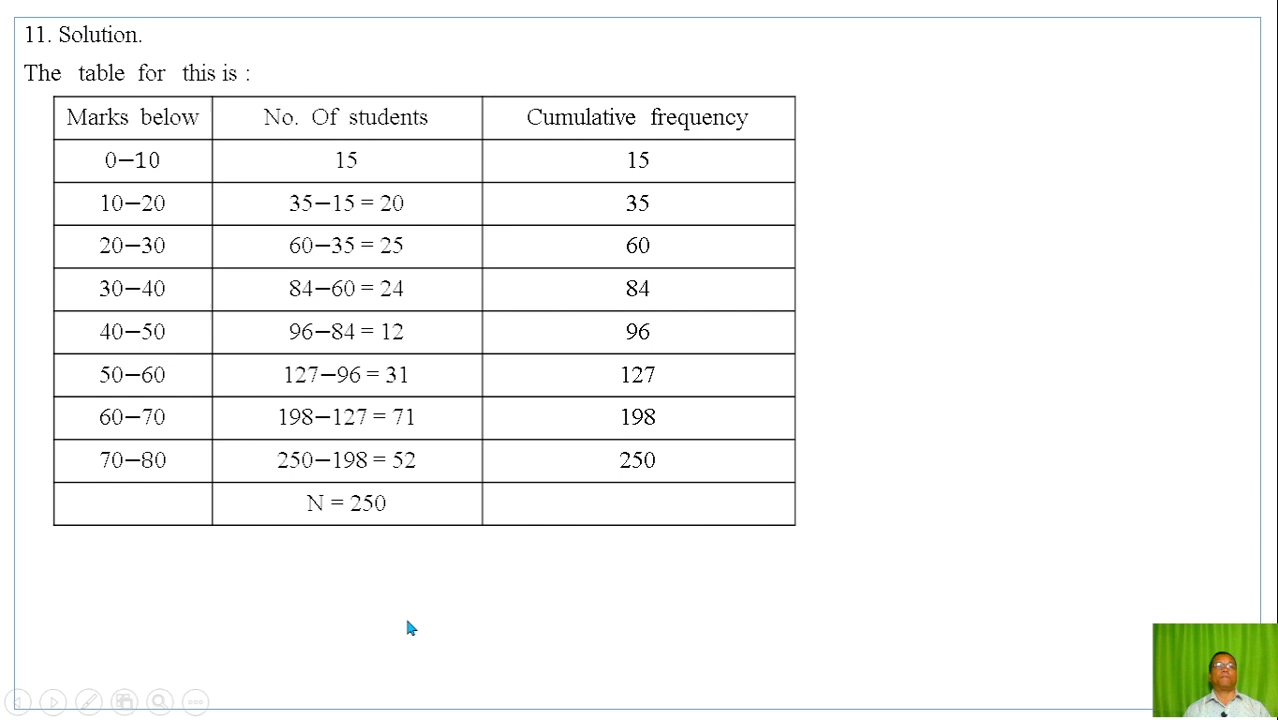 11. Solution.
The table for this is :
Marks below No. Of students Cumulative frequency
0−10 15 15
10−20 35−15 = 20 35
20−30 60−35 = 25 60
30−40 84−60 = 24 84
40−50 96−84 = 12 96
50−60 127−96 = 31 127
60−70 198−127 = 71 198
70−80 250−198 = 52 250
N = 250